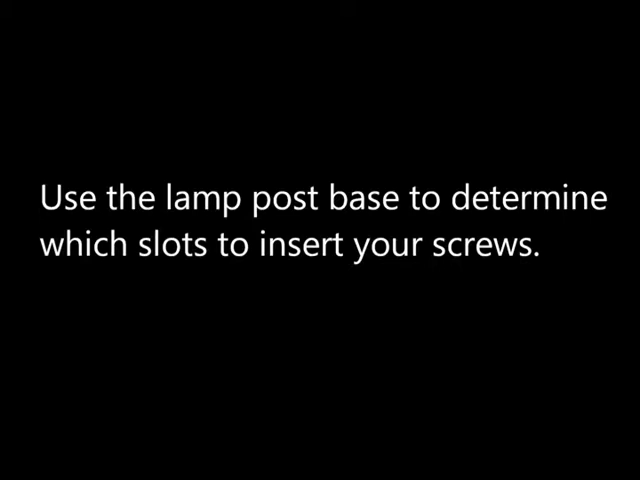 Use the lamp post base to determine
which slots to insert your screws.